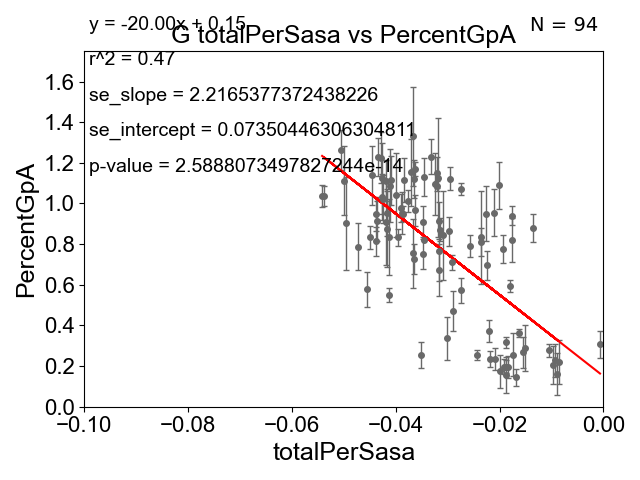 y = -20.00x + 0.15
N = 94
G totalPerSasa vs PercentGpA
r^2 = 0.47
se_slope = 2.2165377372438226
se_intercept = 0.07350446306304811
p-value = 2.5888073497827244e-14
PercentGpA
1.6
1.4
1.2
1.0
0.8
0.6
0.4
0.2
0.0
−0.10 −0.08 −0.06 −0.04 −0.02 0.00
totalPerSasa